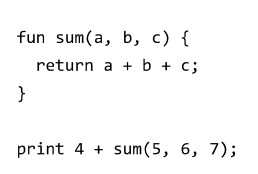 fun sum(a, b, c) {
  return a + b + c;
}

print 4 + sum(5, 6, 7);